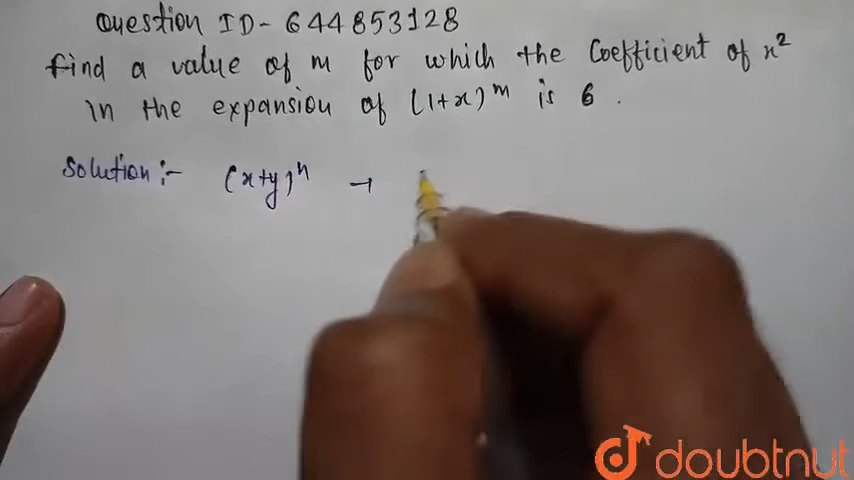 Question ID - 644853128
Find a value of m for which the Coefficient of x²
in the expansion of (1+x)ᵐ is 6.
Solution :- (x+y)ⁿ →
doubtnut